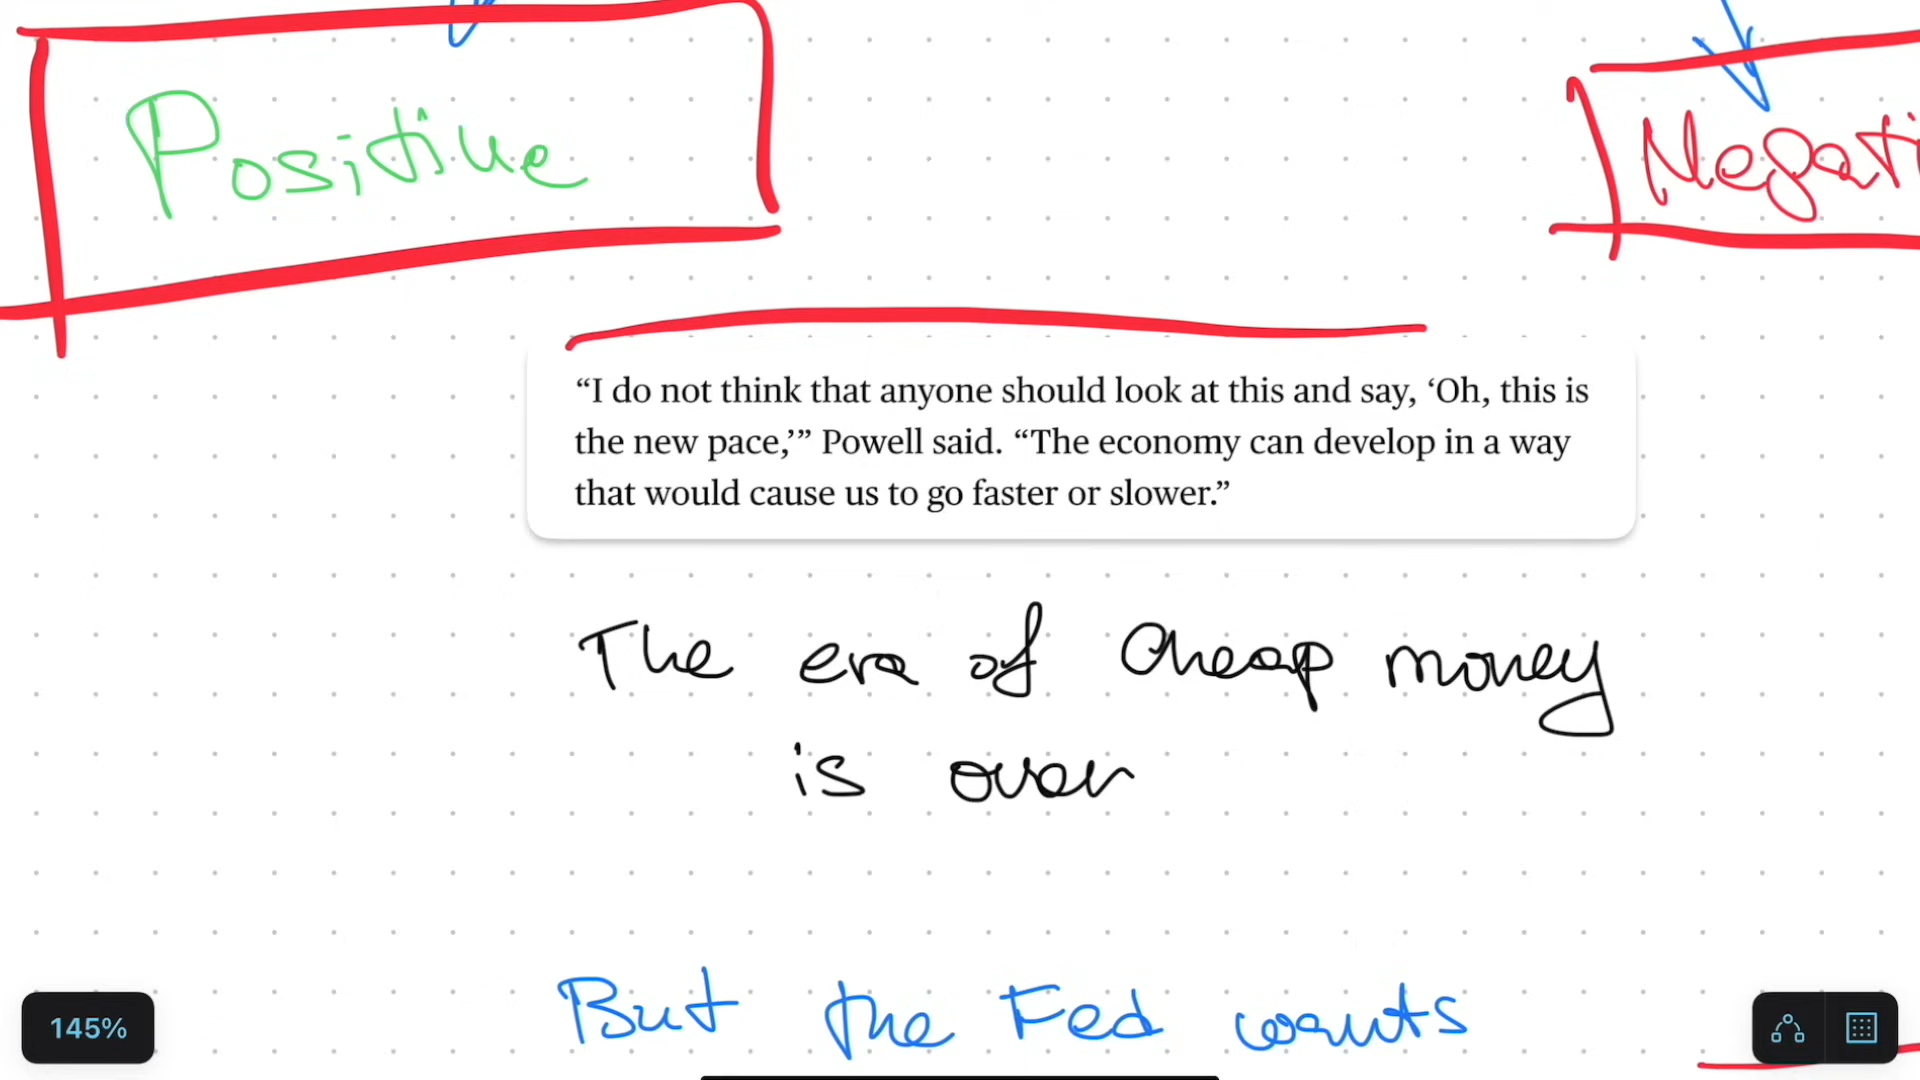 Positive
Negati
“I do not think that anyone should look at this and say, ‘Oh, this is
the new pace,’” Powell said. “The economy can develop in a way
that would cause us to go faster or slower.”
The era of cheap money
is over
But the Fed wants
145%